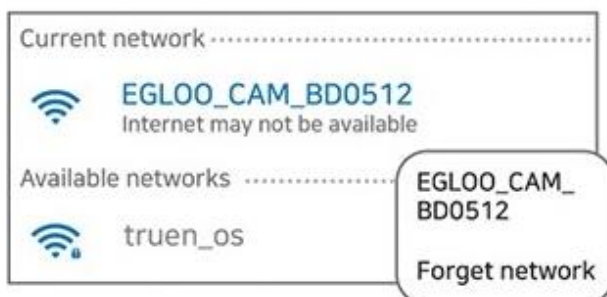 Current network
EGLOO_CAM_BD0512
Internet may not be available
Available networks
truen_os
EGLOO_CAM_
BD0512
Forget network